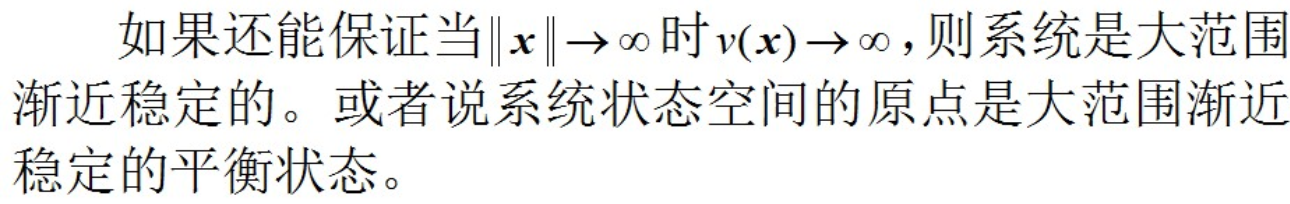 如果还能保证当‖x‖→∞时v(x)→∞,则系统是大范围
渐近稳定的。或者说系统状态空间的原点是大范围渐近
稳定的平衡状态。